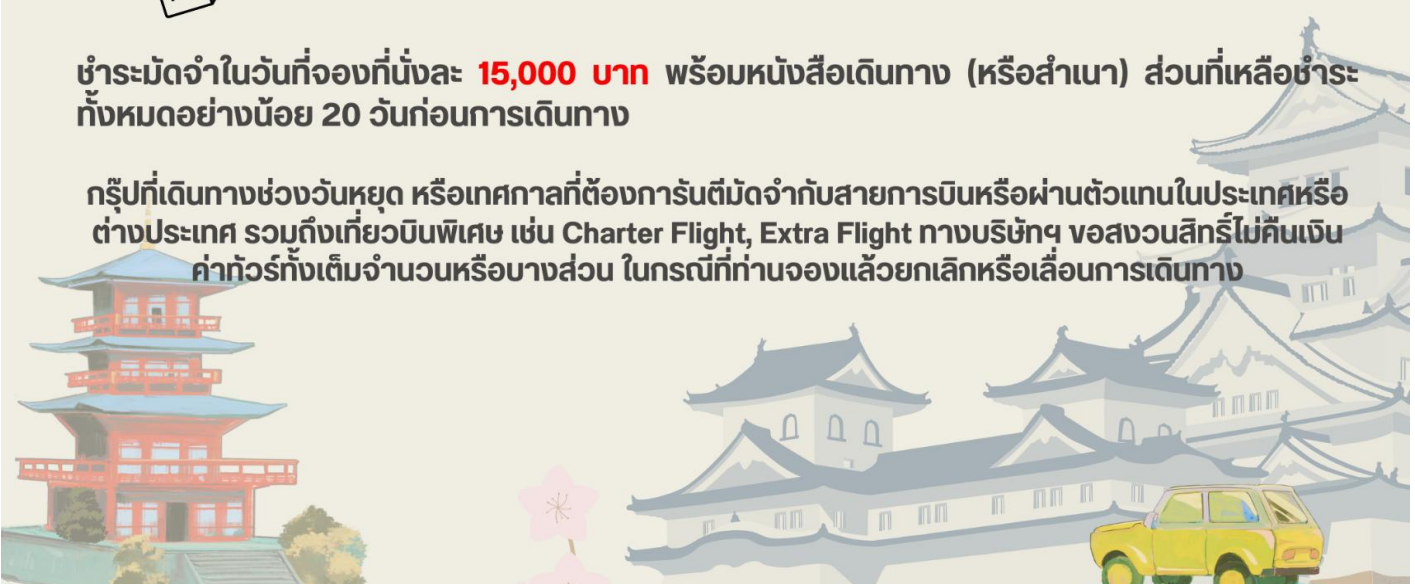 ชำระมัดจำในวันที่จองที่นั่งละ 15,000 บาท พร้อมหนังสือเดินทาง (หรือสำเนา) ส่วนที่เหลือชำระ
ทั้งหมดอย่างน้อย 20 วันก่อนการเดินทาง
กรุ๊ปที่เดินทางช่วงวันหยุด หรือเทศกาลที่ต้องการันตีมัดจำกับสายการบินหรือผ่านตัวแทนในประเทศหรือ
ต่างประเทศ รวมถึงเที่ยวบินพิเศษ เช่น Charter Flight, Extra Flight ทางบริษัทฯ ขอสงวนสิทธิ์ไม่คืนเงิน
ค่าทัวร์ทั้งเต็มจำนวนหรือบางส่วน ในกรณีที่ท่านจองแล้วยกเลิกหรือเลื่อนการเดินทาง